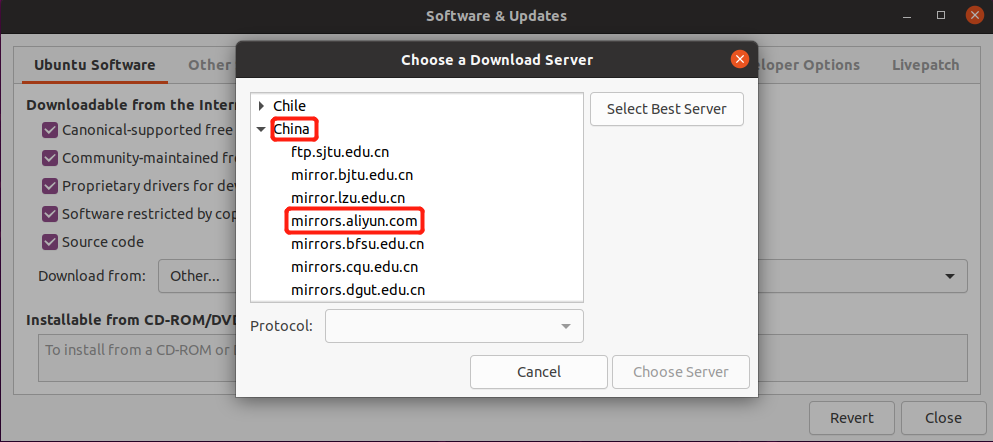 Software & Updates
Ubuntu Software
Other
eloper Options
Livepatch
Choose a Download Server
Downloadable from the Inter
Canonical-supported free
Community-maintained fre
Proprietary drivers for dev
Software restricted by cop
Source code
Download from:
Other...
Installable from CD-ROM/DVD
To install from a CD-ROM or
Chile
China
ftp.sjtu.edu.cn
mirror.bjtu.edu.cn
mirror.lzu.edu.cn
mirrors.aliyun.com
mirrors.bfsu.edu.cn
mirrors.cqu.edu.cn
mirrors.dgut.edu.cn
Select Best Server
Protocol:
Cancel
Choose Server
Revert
Close